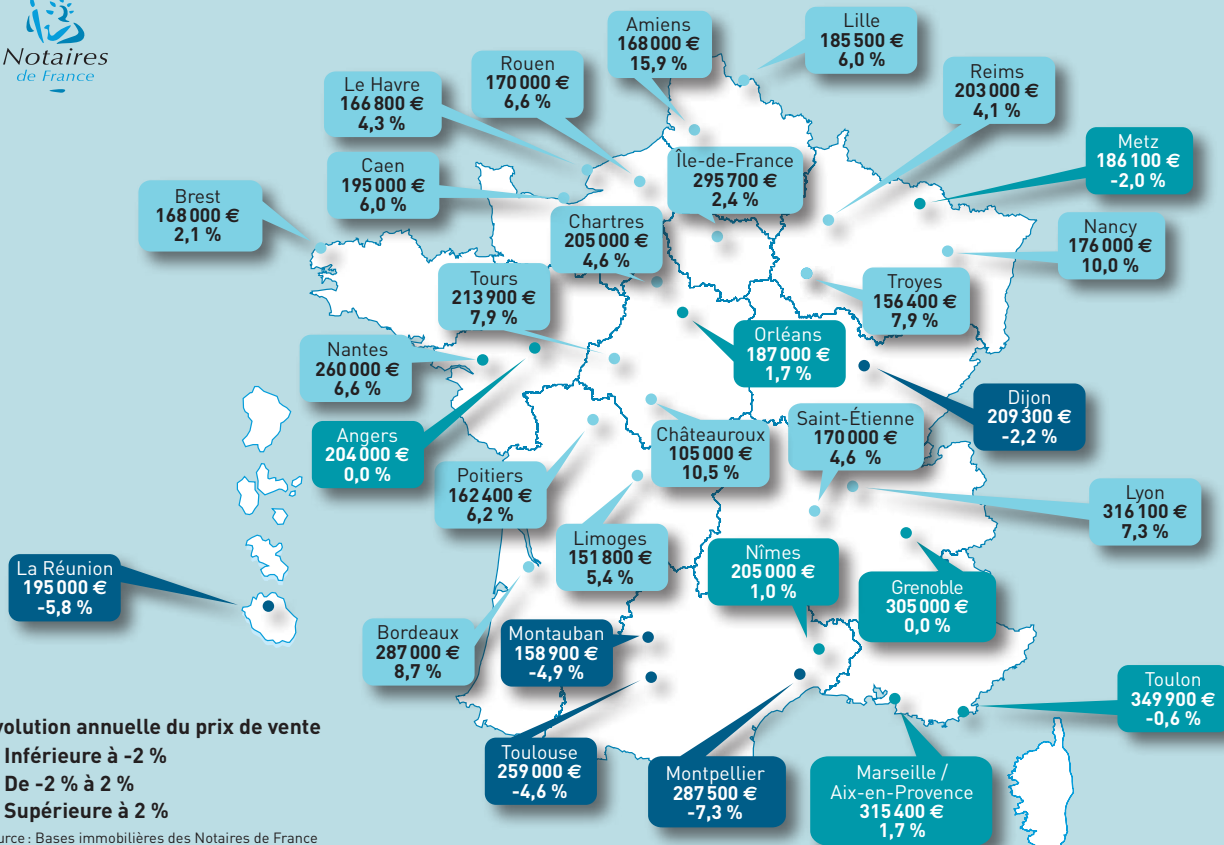 Notaires
de France
Amiens
168 000 €
15,9 %
Lille
185 500 €
6,0 %
Rouen
170 000 €
6,6 %
Reims
203 000 €
4,1 %
Le Havre
166 800 €
4,3 %
Metz
186 100 €
-2,0 %
Île-de-France
295 700 €
2,4 %
Caen
195 000 €
6,0 %
Brest
168 000 €
2,1 %
Chartres
205 000 €
4,6 %
Nancy
176 000 €
10,0 %
Tours
213 900 €
7,9 %
Troyes
156 400 €
7,9 %
Orléans
187 000 €
1,7 %
Nantes
260 000 €
6,6 %
Dijon
209 300 €
-2,2 %
Angers
204 000 €
0,0 %
Châteauroux
105 000 €
10,5 %
Saint-Étienne
170 000 €
4,6 %
Poitiers
162 400 €
6,2 %
Lyon
316 100 €
7,3 %
Limoges
151 800 €
5,4 %
Nîmes
205 000 €
1,0 %
La Réunion
195 000 €
-5,8 %
Grenoble
305 000 €
0,0 %
Bordeaux
287 000 €
8,7 %
Montauban
158 900 €
-4,9 %
Toulon
349 900 €
-0,6 %
Toulouse
259 000 €
-4,6 %
Montpellier
287 500 €
-7,3 %
Marseille /
Aix-en-Provence
315 400 €
1,7 %
volution annuelle du prix de vente
Inférieure à -2 %
De -2 % à 2 %
Supérieure à 2 %
urce : Bases immobilières des Notaires de France